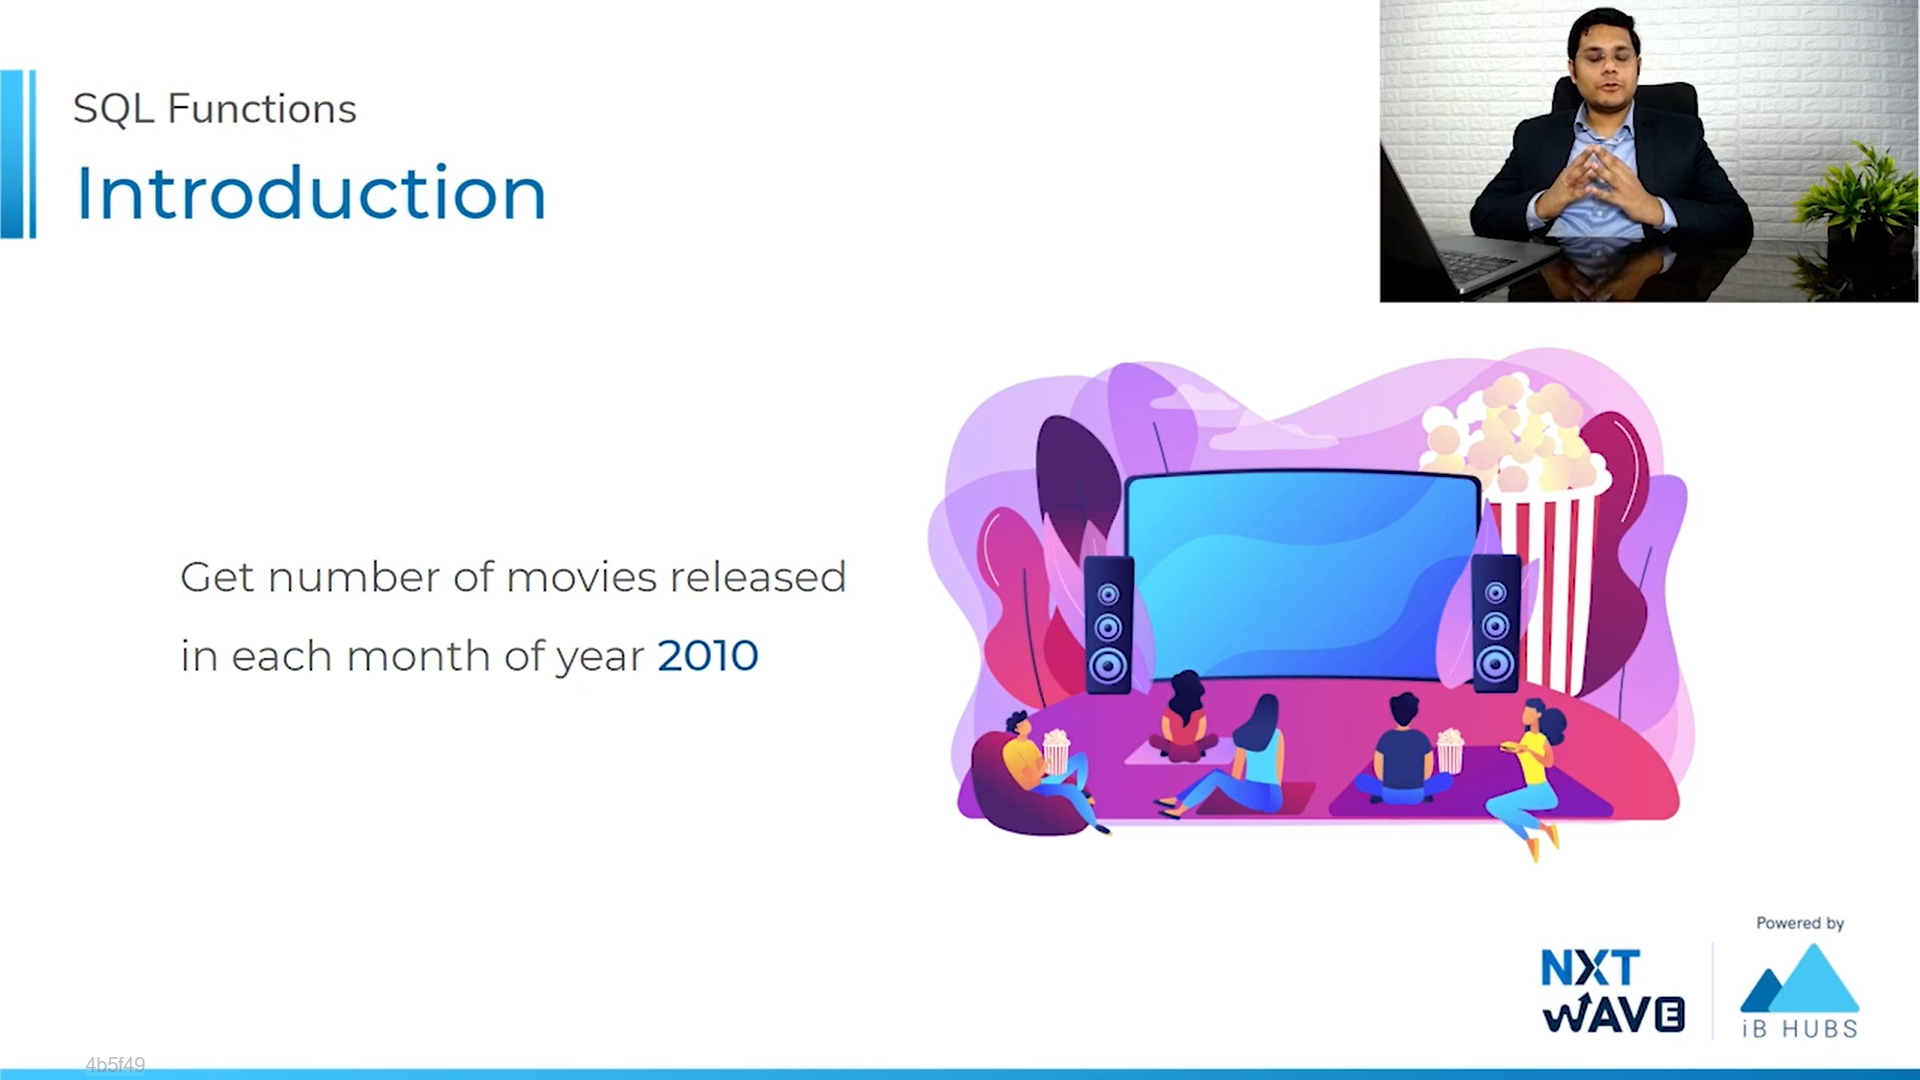 SQL Functions
Introduction
Get number of movies released
in each month of year 2010
Powered by
NXT
WAVE
iB HUBS
4b5f49